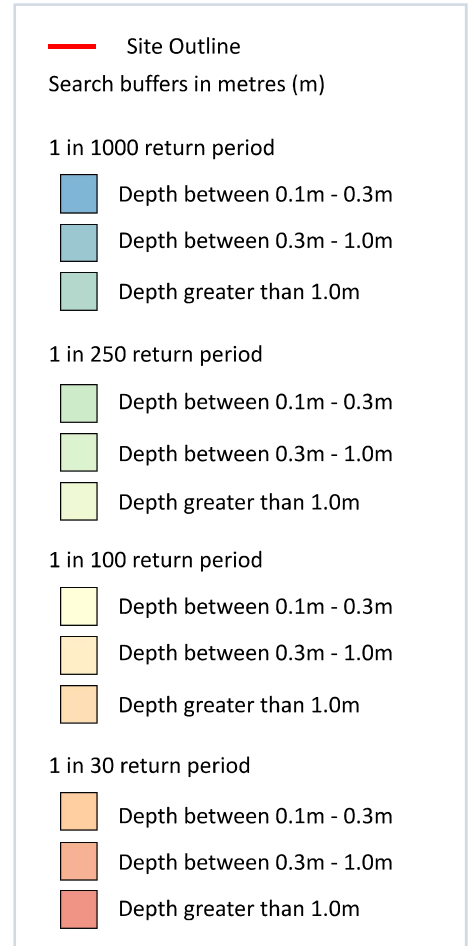 Site Outline
Search buffers in metres (m)
1 in 1000 return period
Depth between 0.1m - 0.3m
Depth between 0.3m - 1.0m
Depth greater than 1.0m
1 in 250 return period
Depth between 0.1m - 0.3m
Depth between 0.3m - 1.0m
Depth greater than 1.0m
1 in 100 return period
Depth between 0.1m - 0.3m
Depth between 0.3m - 1.0m
Depth greater than 1.0m
1 in 30 return period
Depth between 0.1m - 0.3m
Depth between 0.3m - 1.0m
Depth greater than 1.0m